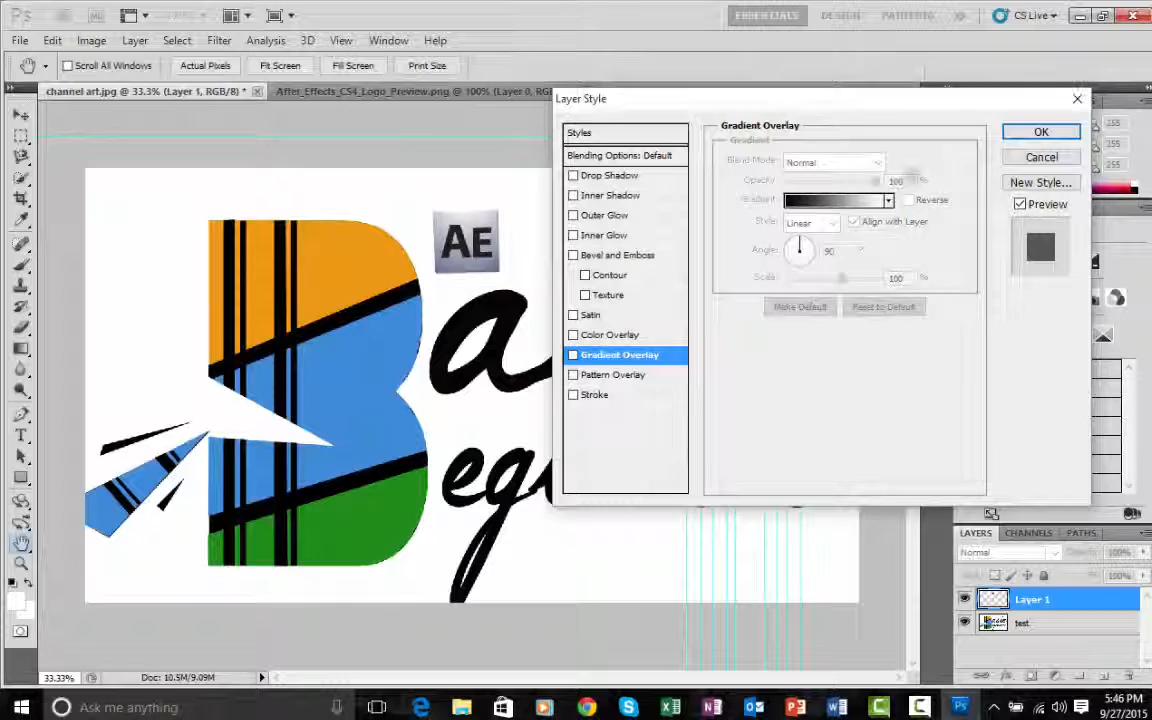 Ps Mb ESSENTIALS DESIGN PAINTING CS Live
File Edit Image Layer Select Filter Analysis 3D View Window Help
Scroll All Windows Actual Pixels Fit Screen Fill Screen Print Size
channel art.jpg @ 33.3% (Layer 1, RGB/8) * After_Effects_CS4_Logo_Preview.png @ 100% (Layer 0, RGB
Layer Style
Styles
Blending Options: Default
Drop Shadow
Inner Shadow
Outer Glow
Inner Glow
Bevel and Emboss
Contour
Texture
Satin
Color Overlay
Gradient Overlay
Pattern Overlay
Stroke
Gradient Overlay
Gradient
Blend Mode: Normal
Opacity: 100 %
Gradient: Reverse
Style: Linear Align with Layer
Angle: 90 °
Scale: 100 %
Make Default Reset to Default
OK
Cancel
New Style...
Preview
255
255
255
AE
B
a
eg
LAYERS CHANNELS PATHS
Normal Opacity: 100%
100%
Layer 1
test
33.33% Doc: 10.5M/9.09M
Ask me anything
5:46 PM
9/27/2015